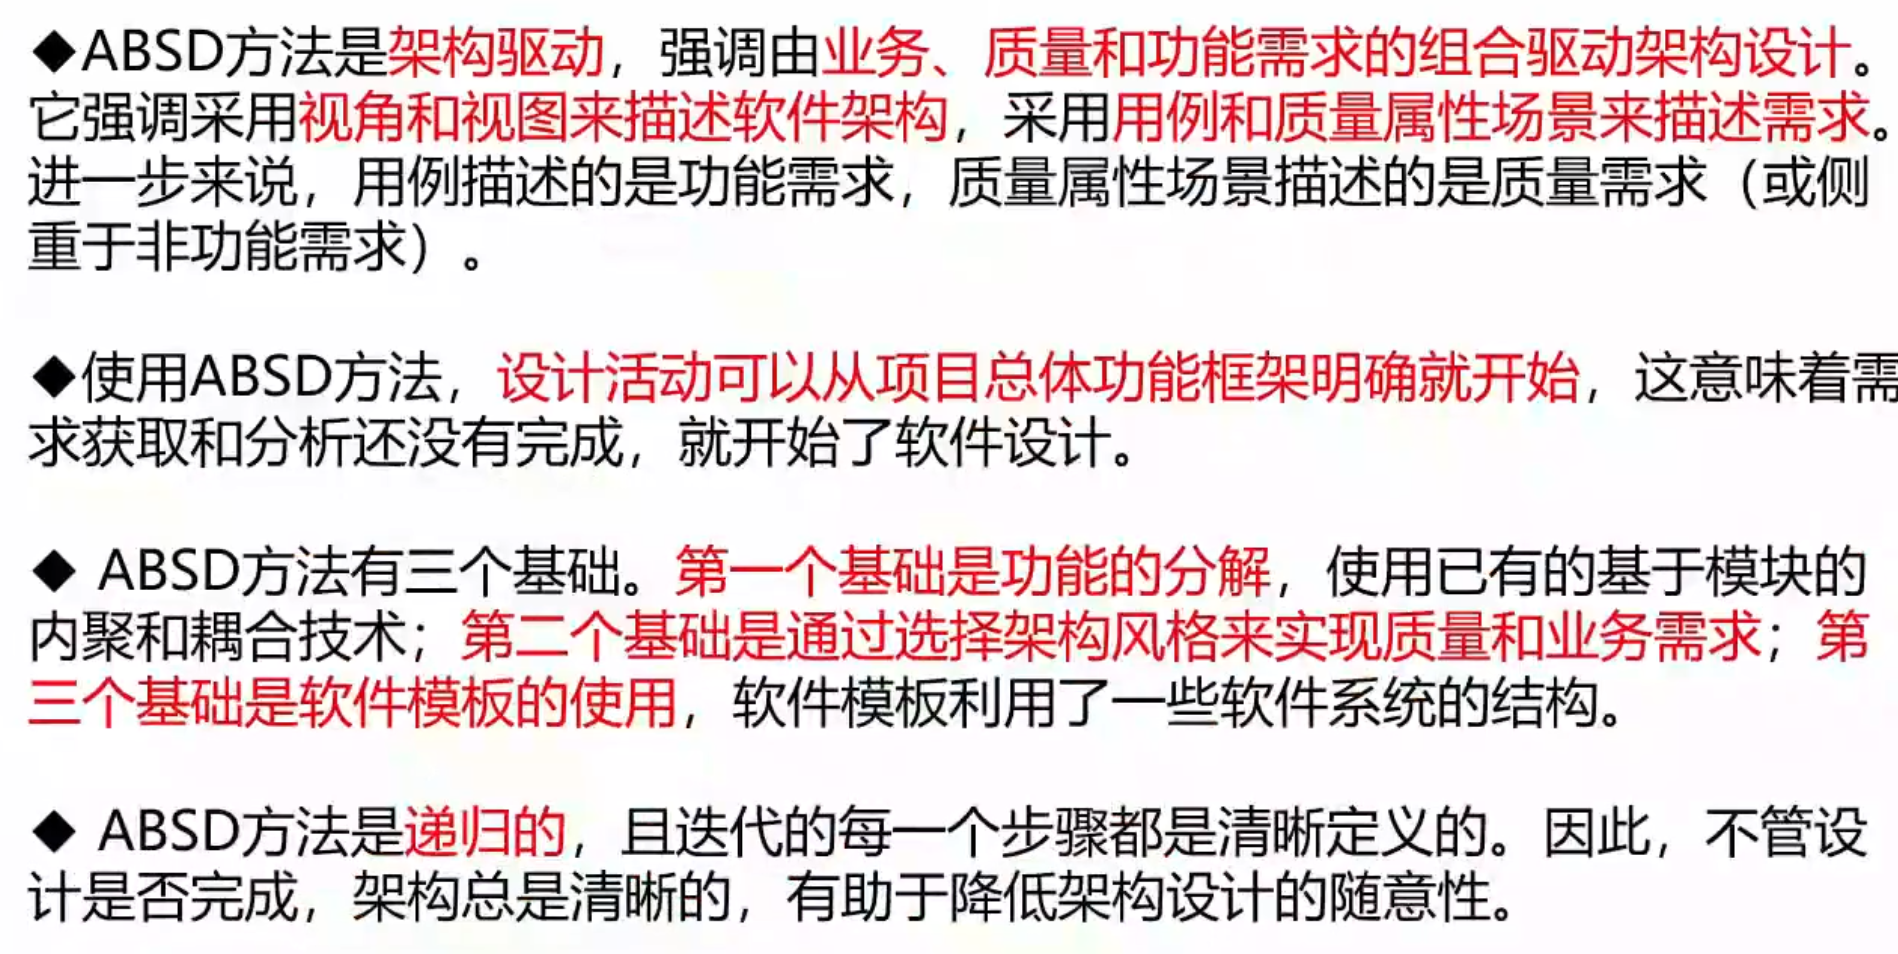 ◆ABSD方法是架构驱动，强调由业务、质量和功能需求的组合驱动架构设计。
它强调采用视角和视图来描述软件架构，采用用例和质量属性场景来描述需求。
进一步来说，用例描述的是功能需求，质量属性场景描述的是质量需求（或侧
重于非功能需求）。
◆使用ABSD方法，设计活动可以从项目总体功能框架明确就开始，这意味着需
求获取和分析还没有完成，就开始了软件设计。
◆ ABSD方法有三个基础。第一个基础是功能的分解，使用已有的基于模块的
内聚和耦合技术；第二个基础是通过选择架构风格来实现质量和业务需求；第
三个基础是软件模板的使用，软件模板利用了一些软件系统的结构。
◆ ABSD方法是递归的，且迭代的每一个步骤都是清晰定义的。因此，不管设
计是否完成，架构总是清晰的，有助于降低架构设计的随意性。